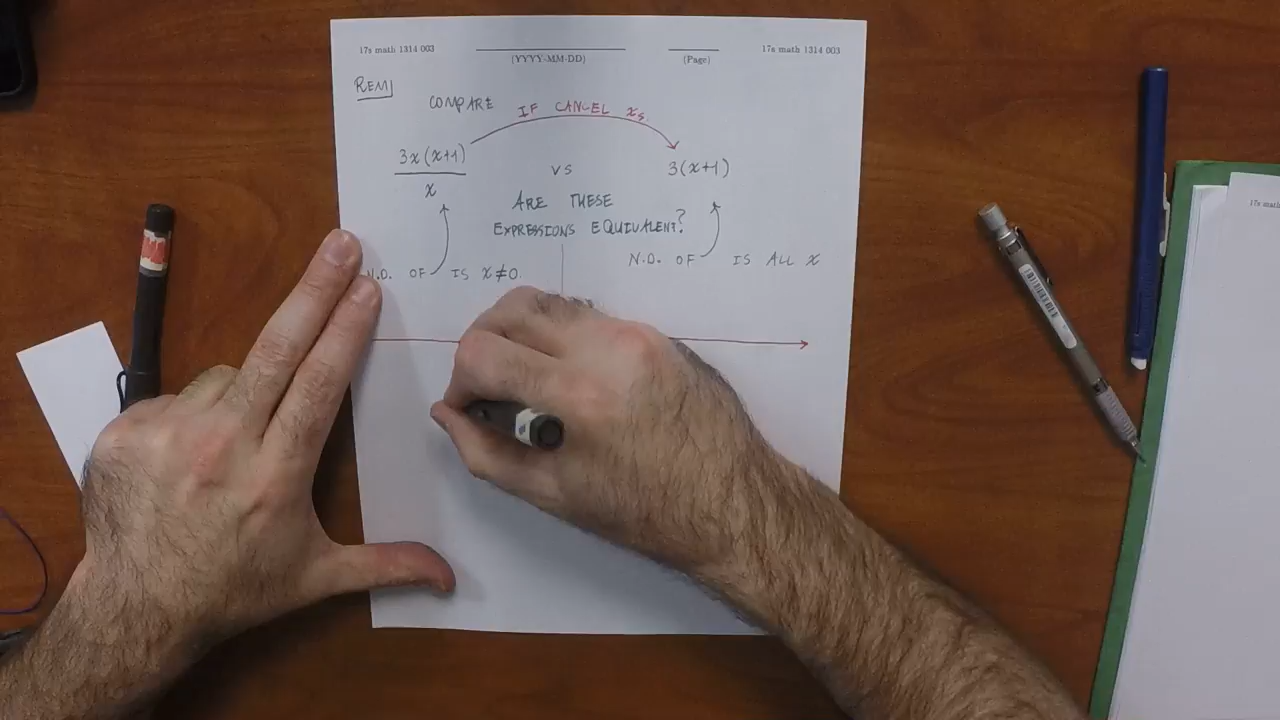 17s math 1314 003
(YYYY-MM-DD)
(Page)
17s math 1314 003
REM
COMPARE
IF CANCEL xs.
3x(x+1)
x
VS
3(x+1)
ARE THESE
EXPRESSIONS EQUIVALENT?
N.D. OF IS x≠0.
N.D. OF IS ALL x
17s